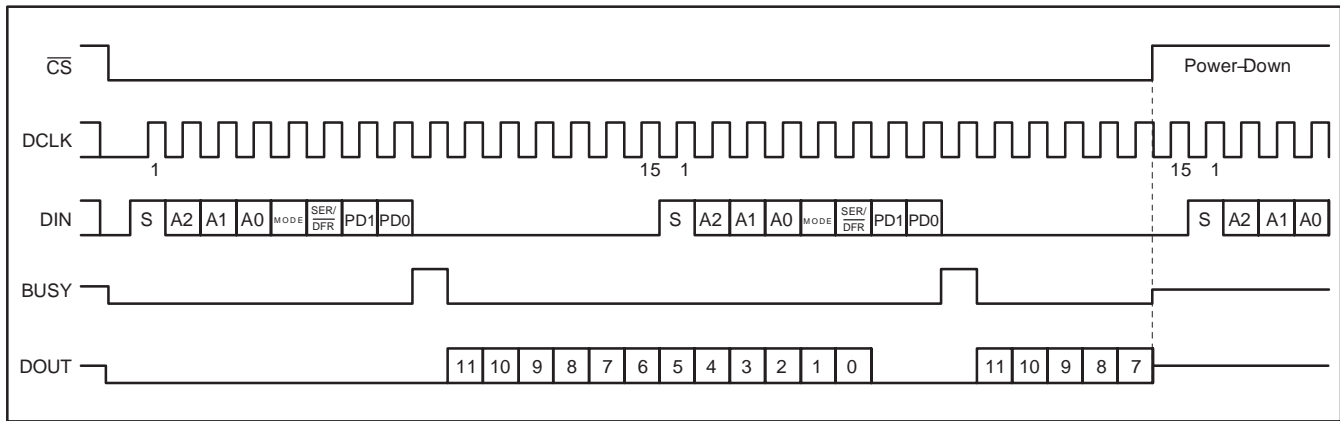 CS Power–Down
DCLK
1 15 1 15 1
DIN S A2 A1 A0 MODE SER/DFR PD1 PD0 S A2 A1 A0 MODE SER/DFR PD1 PD0 S A2 A1 A0
BUSY
DOUT 11 10 9 8 7 6 5 4 3 2 1 0 11 10 9 8 7